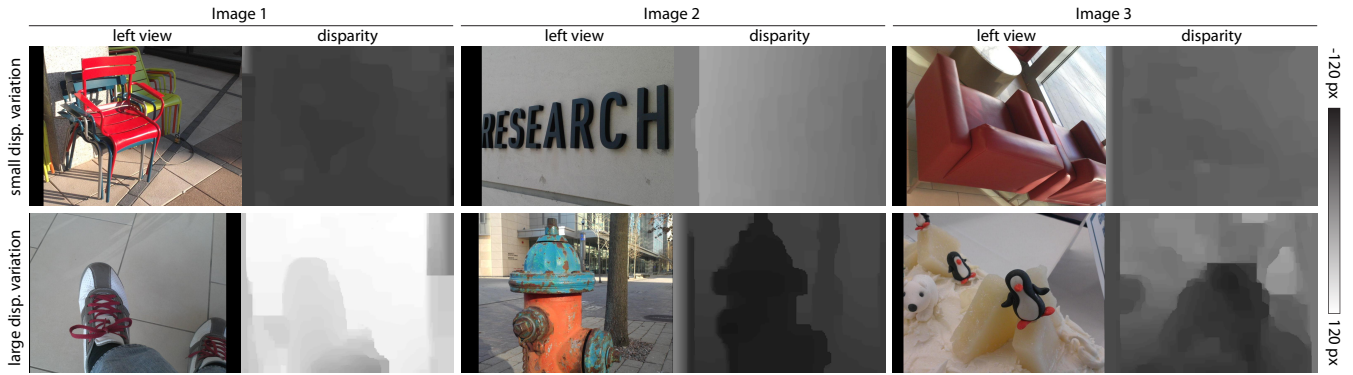 Image 1
Image 2
Image 3
left view
disparity
left view
disparity
left view
disparity
small disp. variation
RESEARCH
-120 px
large disp. variation
120 px